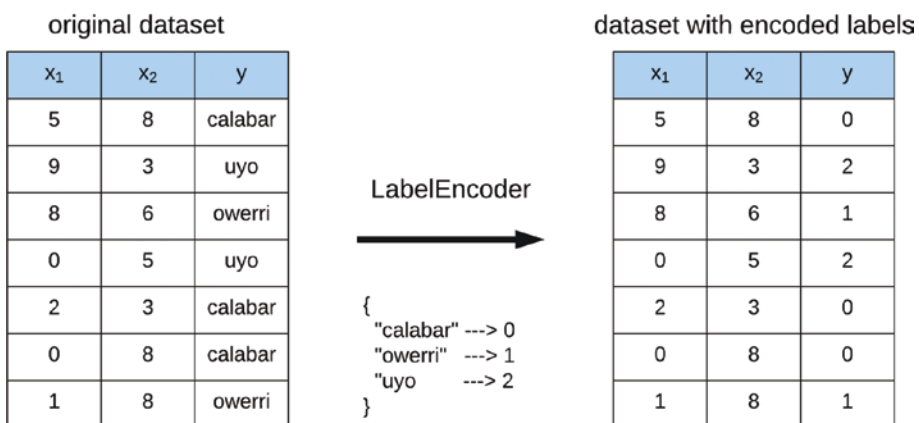 original dataset
x1 x2 y
5 8 calabar
9 3 uyo
8 6 owerri
0 5 uyo
2 3 calabar
0 8 calabar
1 8 owerri
LabelEncoder
{
"calabar" ---> 0
"owerri" ---> 1
"uyo ---> 2
}
dataset with encoded labels
x1 x2 y
5 8 0
9 3 2
8 6 1
0 5 2
2 3 0
0 8 0
1 8 1